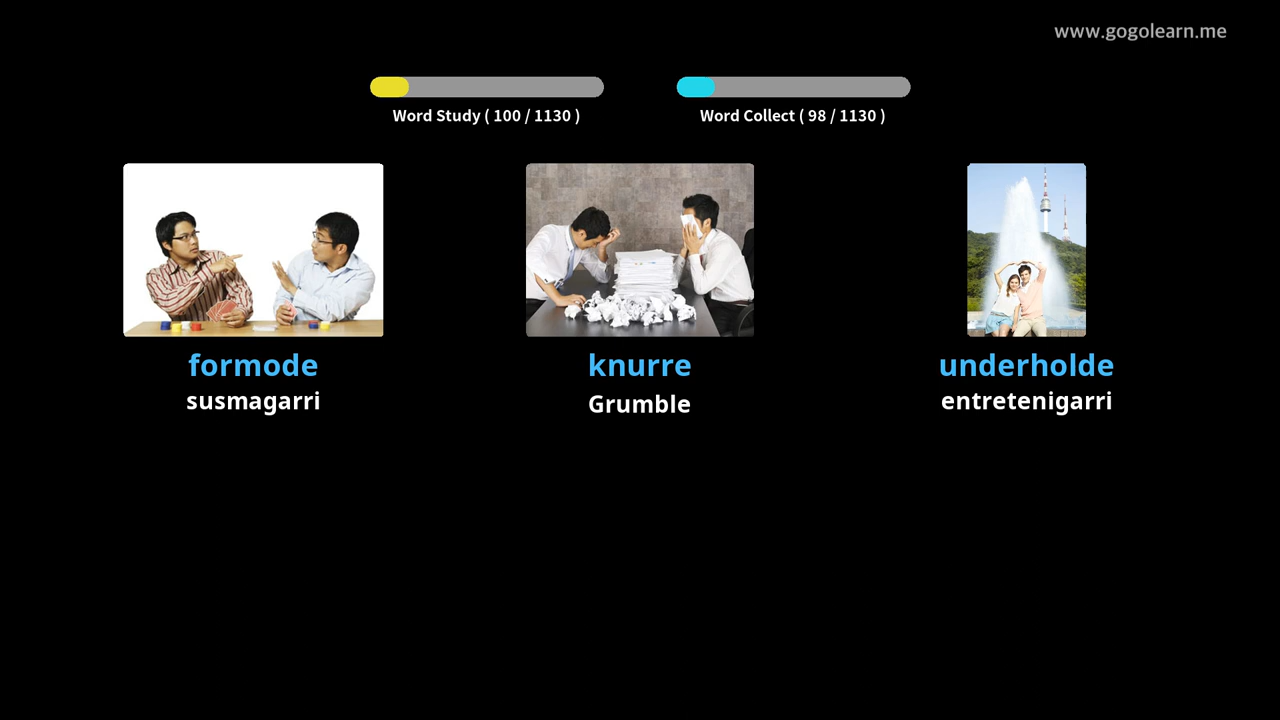 www.gogolearn.me
Word Study ( 100 / 1130 )
Word Collect ( 98 / 1130 )
formode
susmagarri
knurre
Grumble
underholde
entretenigarri